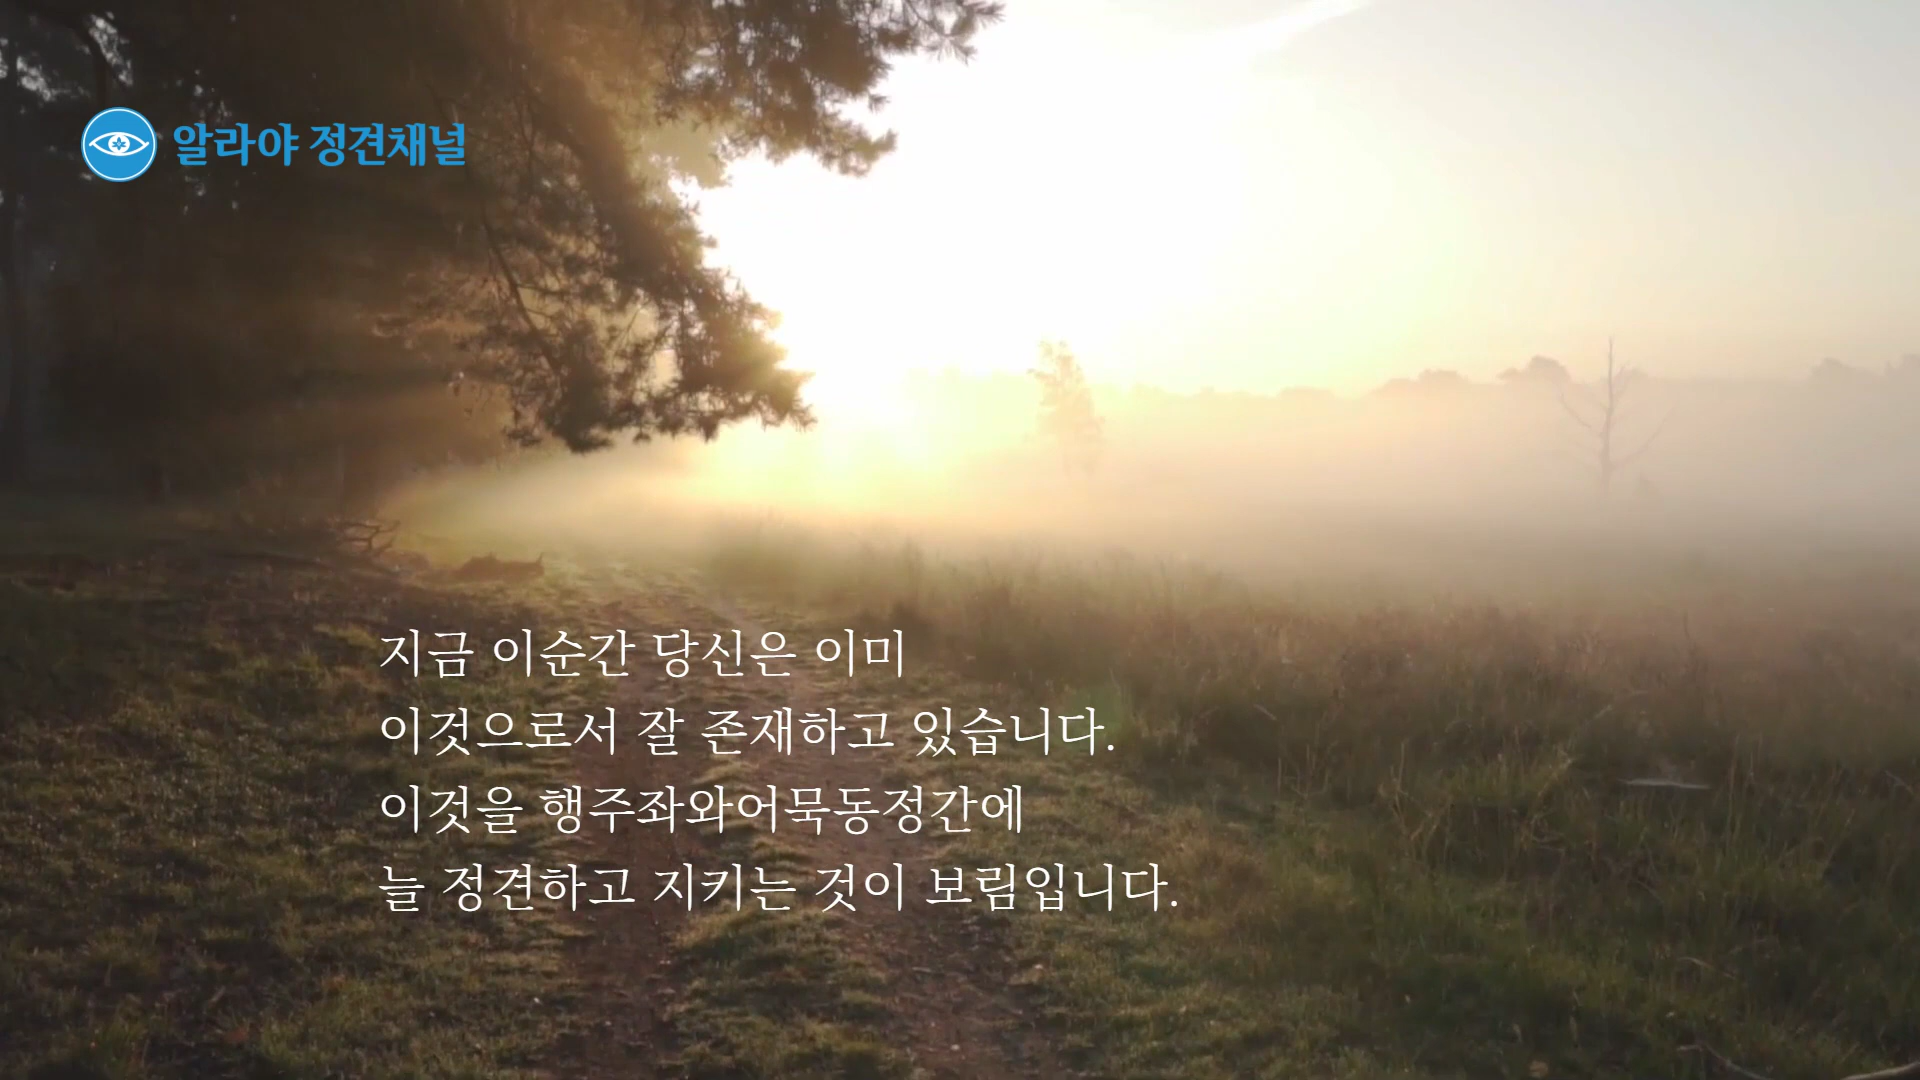 알라야 정견채널
지금 이순간 당신은 이미
이것으로서 잘 존재하고 있습니다.
이것을 행주좌와어묵동정간에
늘 정견하고 지키는 것이 보림입니다.